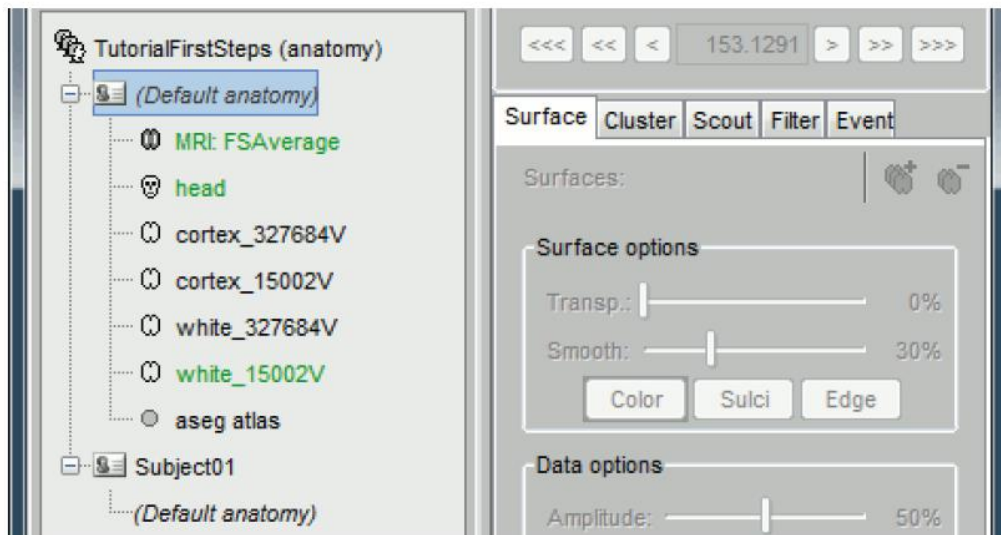 TutorialFirstSteps (anatomy)
(Default anatomy)
MRI: FSAverage
head
cortex_327684V
cortex_15002V
white_327684V
white_15002V
aseg atlas
Subject01
(Default anatomy)
<<< << < 153.1291 > >> >>>
Surface Cluster Scout Filter Event
Surfaces:
Surface options
Transp.: 0%
Smooth: 30%
Color Sulci Edge
Data options
Amplitude: 50%